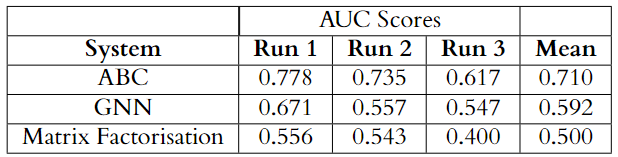 AUC Scores
System Run 1 Run 2 Run 3 Mean
ABC 0.778 0.735 0.617 0.710
GNN 0.671 0.557 0.547 0.592
Matrix Factorisation 0.556 0.543 0.400 0.500